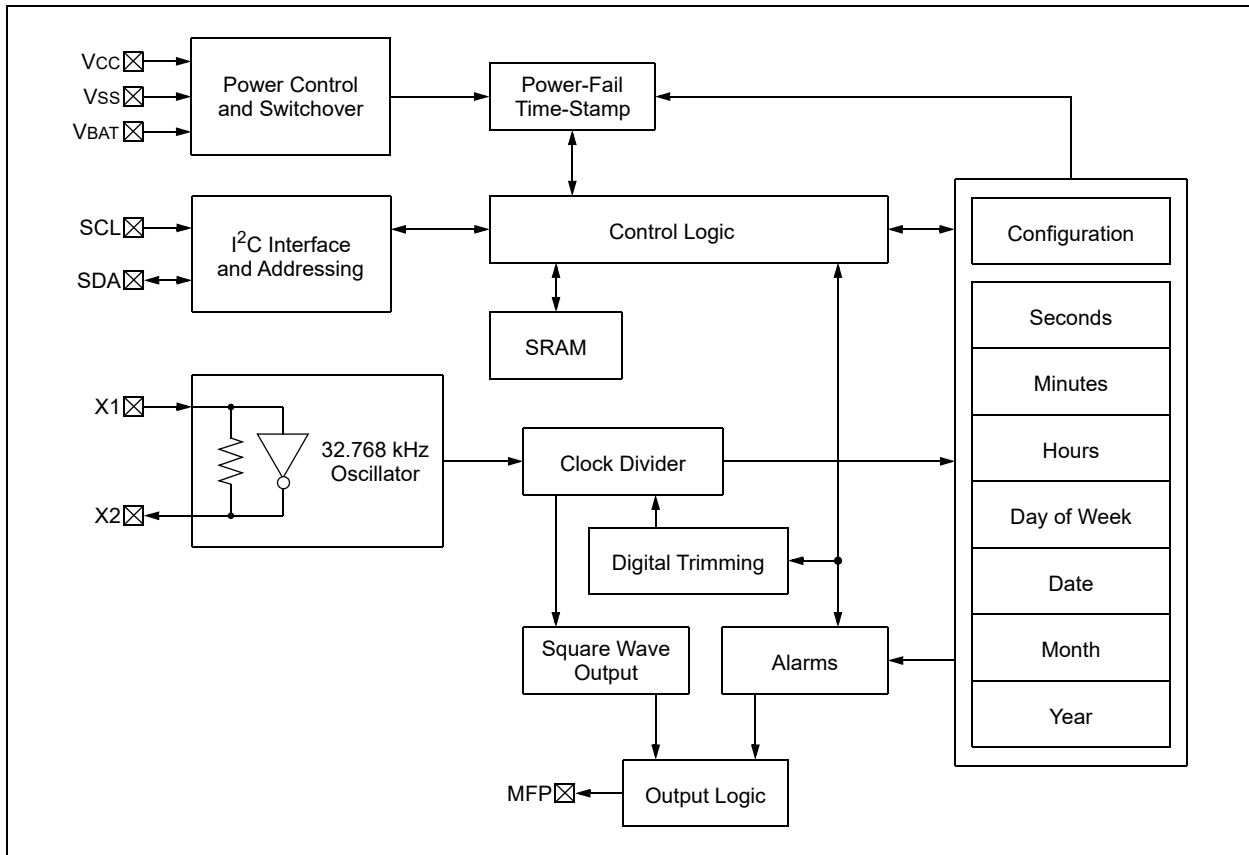 VCC
VSS
VBAT
Power Control
and Switchover
Power-Fail
Time-Stamp
SCL
SDA
I2C Interface
and Addressing
Control Logic
Configuration
SRAM
Seconds
Minutes
Hours
Day of Week
Date
Month
Year
X1
X2
32.768 kHz
Oscillator
Clock Divider
Digital Trimming
Square Wave
Output
Alarms
MFP
Output Logic